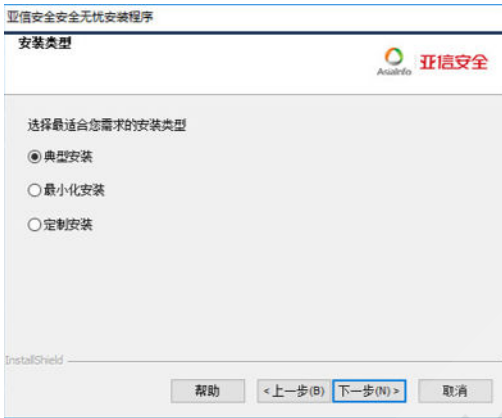 亚信安全安全无忧安装程序
安装类型
AsiaInfo 亚信安全
选择最适合您需求的安装类型
典型安装
最小化安装
定制安装
InstallShield
帮助 <上一步(B) 下一步(N)> 取消